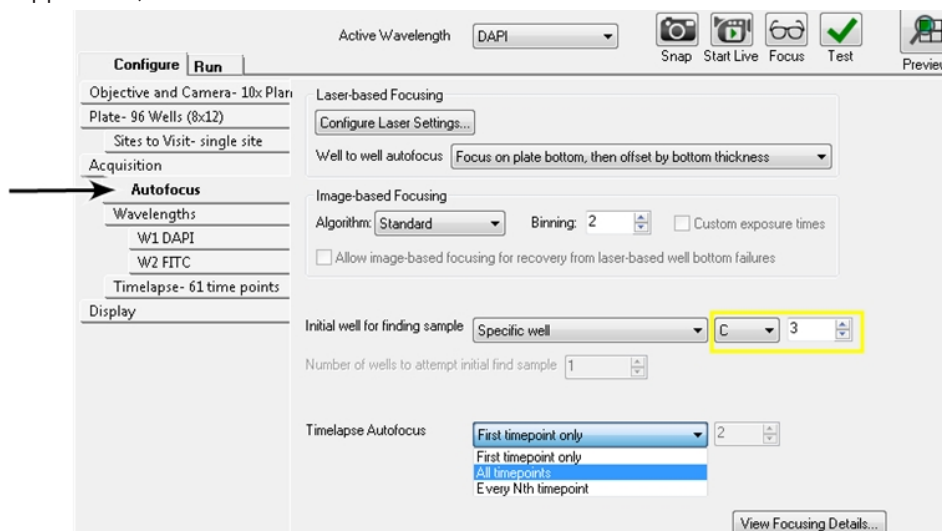 Active Wavelength DAPI
Snap Start Live Focus Test
Configure Run
Objective and Camera- 10x Plan
Plate- 96 Wells (8x12)
Sites to Visit- single site
Acquisition
Autofocus
Wavelengths
W1 DAPI
W2 FITC
Timelapse- 61 time points
Display
Laser-based Focusing
Configure Laser Settings...
Well to well autofocus Focus on plate bottom, then offset by bottom thickness
Image-based Focusing
Algorithm: Standard Binning: 2 Custom exposure times
Allow image-based focusing for recovery from laser-based well bottom failures
Initial well for finding sample Specific well C 3
Number of wells to attempt initial find sample 1
Timelapse Autofocus First timepoint only 2
First timepoint only
All timepoints
Every Nth timepoint
View Focusing Details...